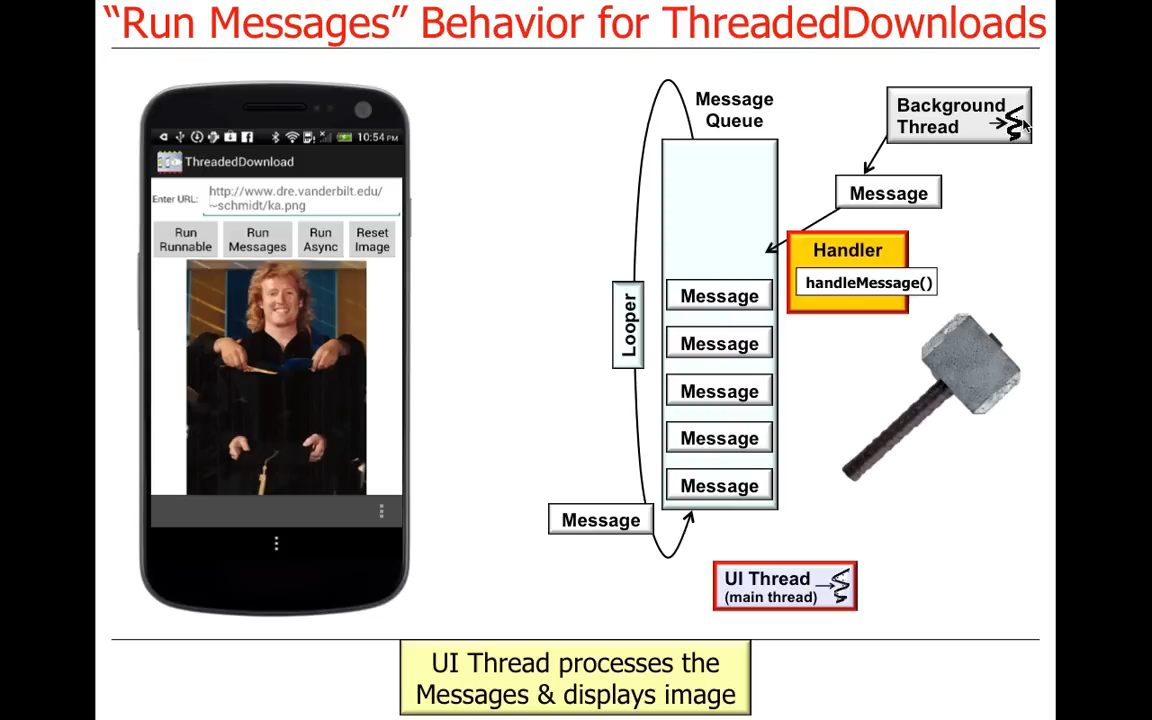 “Run Messages” Behavior for ThreadedDownloads
10:54 PM
ThreadedDownload
Enter URL:
http://www.dre.vanderbilt.edu/
~schmidt/ka.png
Run
Runnable
Run
Messages
Run
Async
Reset
Image
Message
Queue
Background
Thread
Message
Handler
handleMessage()
Looper
Message
Message
Message
Message
Message
Message
UI Thread
(main thread)
UI Thread processes the
Messages & displays image